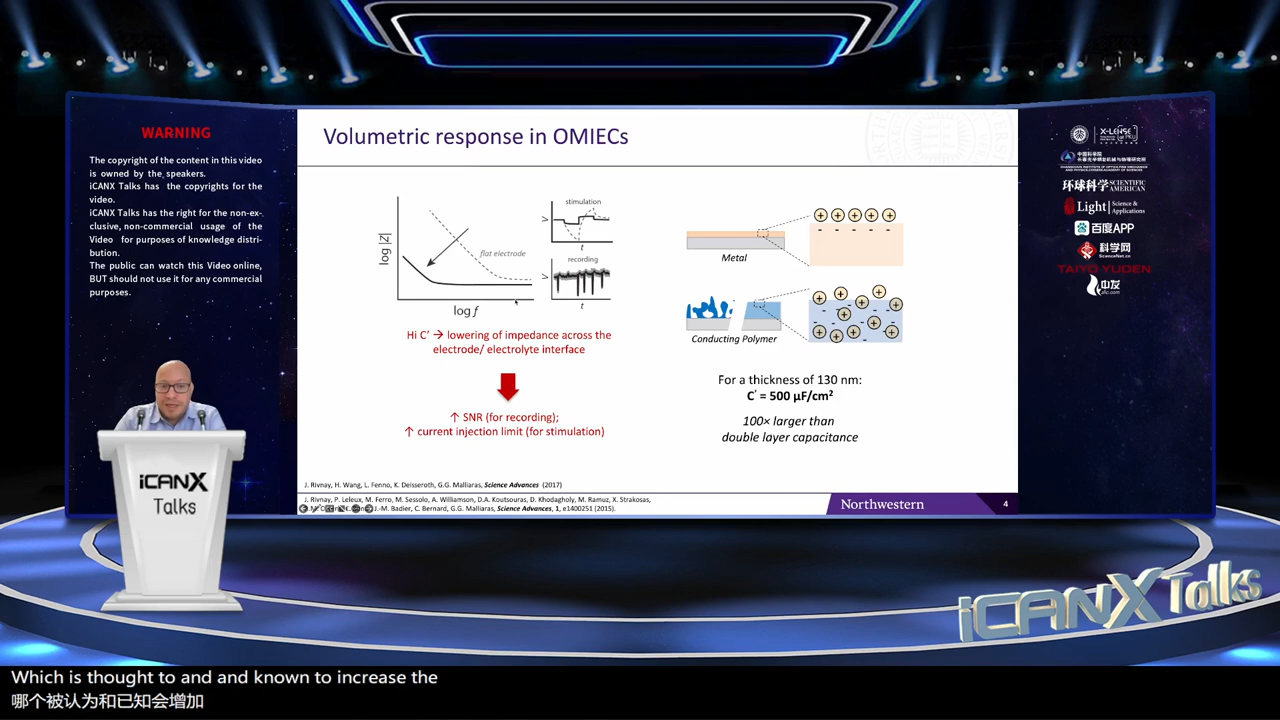 WARNING
The copyright of the content in this video
is owned by the speakers.
iCANX Talks has the copyrights for the
video.
iCANX Talks has the right for the non-ex-
clusive, non-commercial usage of the
Video for purposes of knowledge distri-
bution.
The public can watch this Video online,
BUT should not use it for any commercial
purposes.
Volumetric response in OMIECs
log |Z|
log f
flat electrode
stimulation
V
t
recording
V
t
Hi C' → lowering of impedance across the
electrode/ electrolyte interface
↑ SNR (for recording);
↑ current injection limit (for stimulation)
Metal
Conducting Polymer
For a thickness of 130 nm:
C' = 500 μF/cm²
100× larger than
double layer capacitance
J. Rivnay, H. Wang, L. Fenno, K. Deisseroth, G.G. Malliaras, Science Advances (2017)
J. Rivnay, P. Leleux, M. Ferro, M. Sessolo, A. Williamson, D.A. Koutsouras, D. Khodagholy, M. Ramuz, X. Strakosas,
J.-M. Badier, C. Bernard, G.G. Malliaras, Science Advances, 1, e1400251 (2015).
Northwestern
4
X-LENSE
环球科学 SCIENTIFIC AMERICAN
Light Science & Applications
百度APP
科学网
ScienceNet.cn
TAIYO YUDEN
iCANX
Talks
iCANX Talks
Which is thought to and and known to increase the
哪个被认为和已知会增加